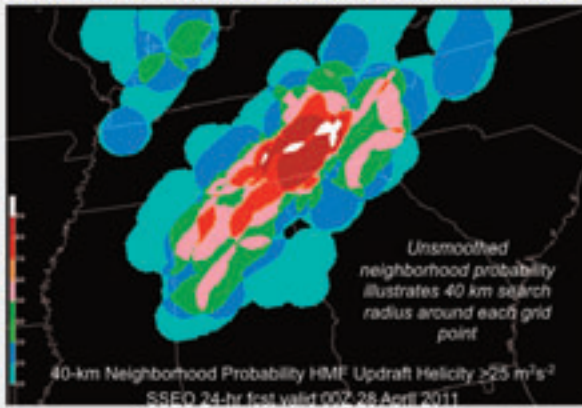 Unsmoothed
neighborhood probability
illustrates 40 km search
radius around each grid
point
40-km Neighborhood Probability HMF Updraft Helicity >25 m²s⁻²
SSEO 24-hr fcst valid 00Z 28 April 2011